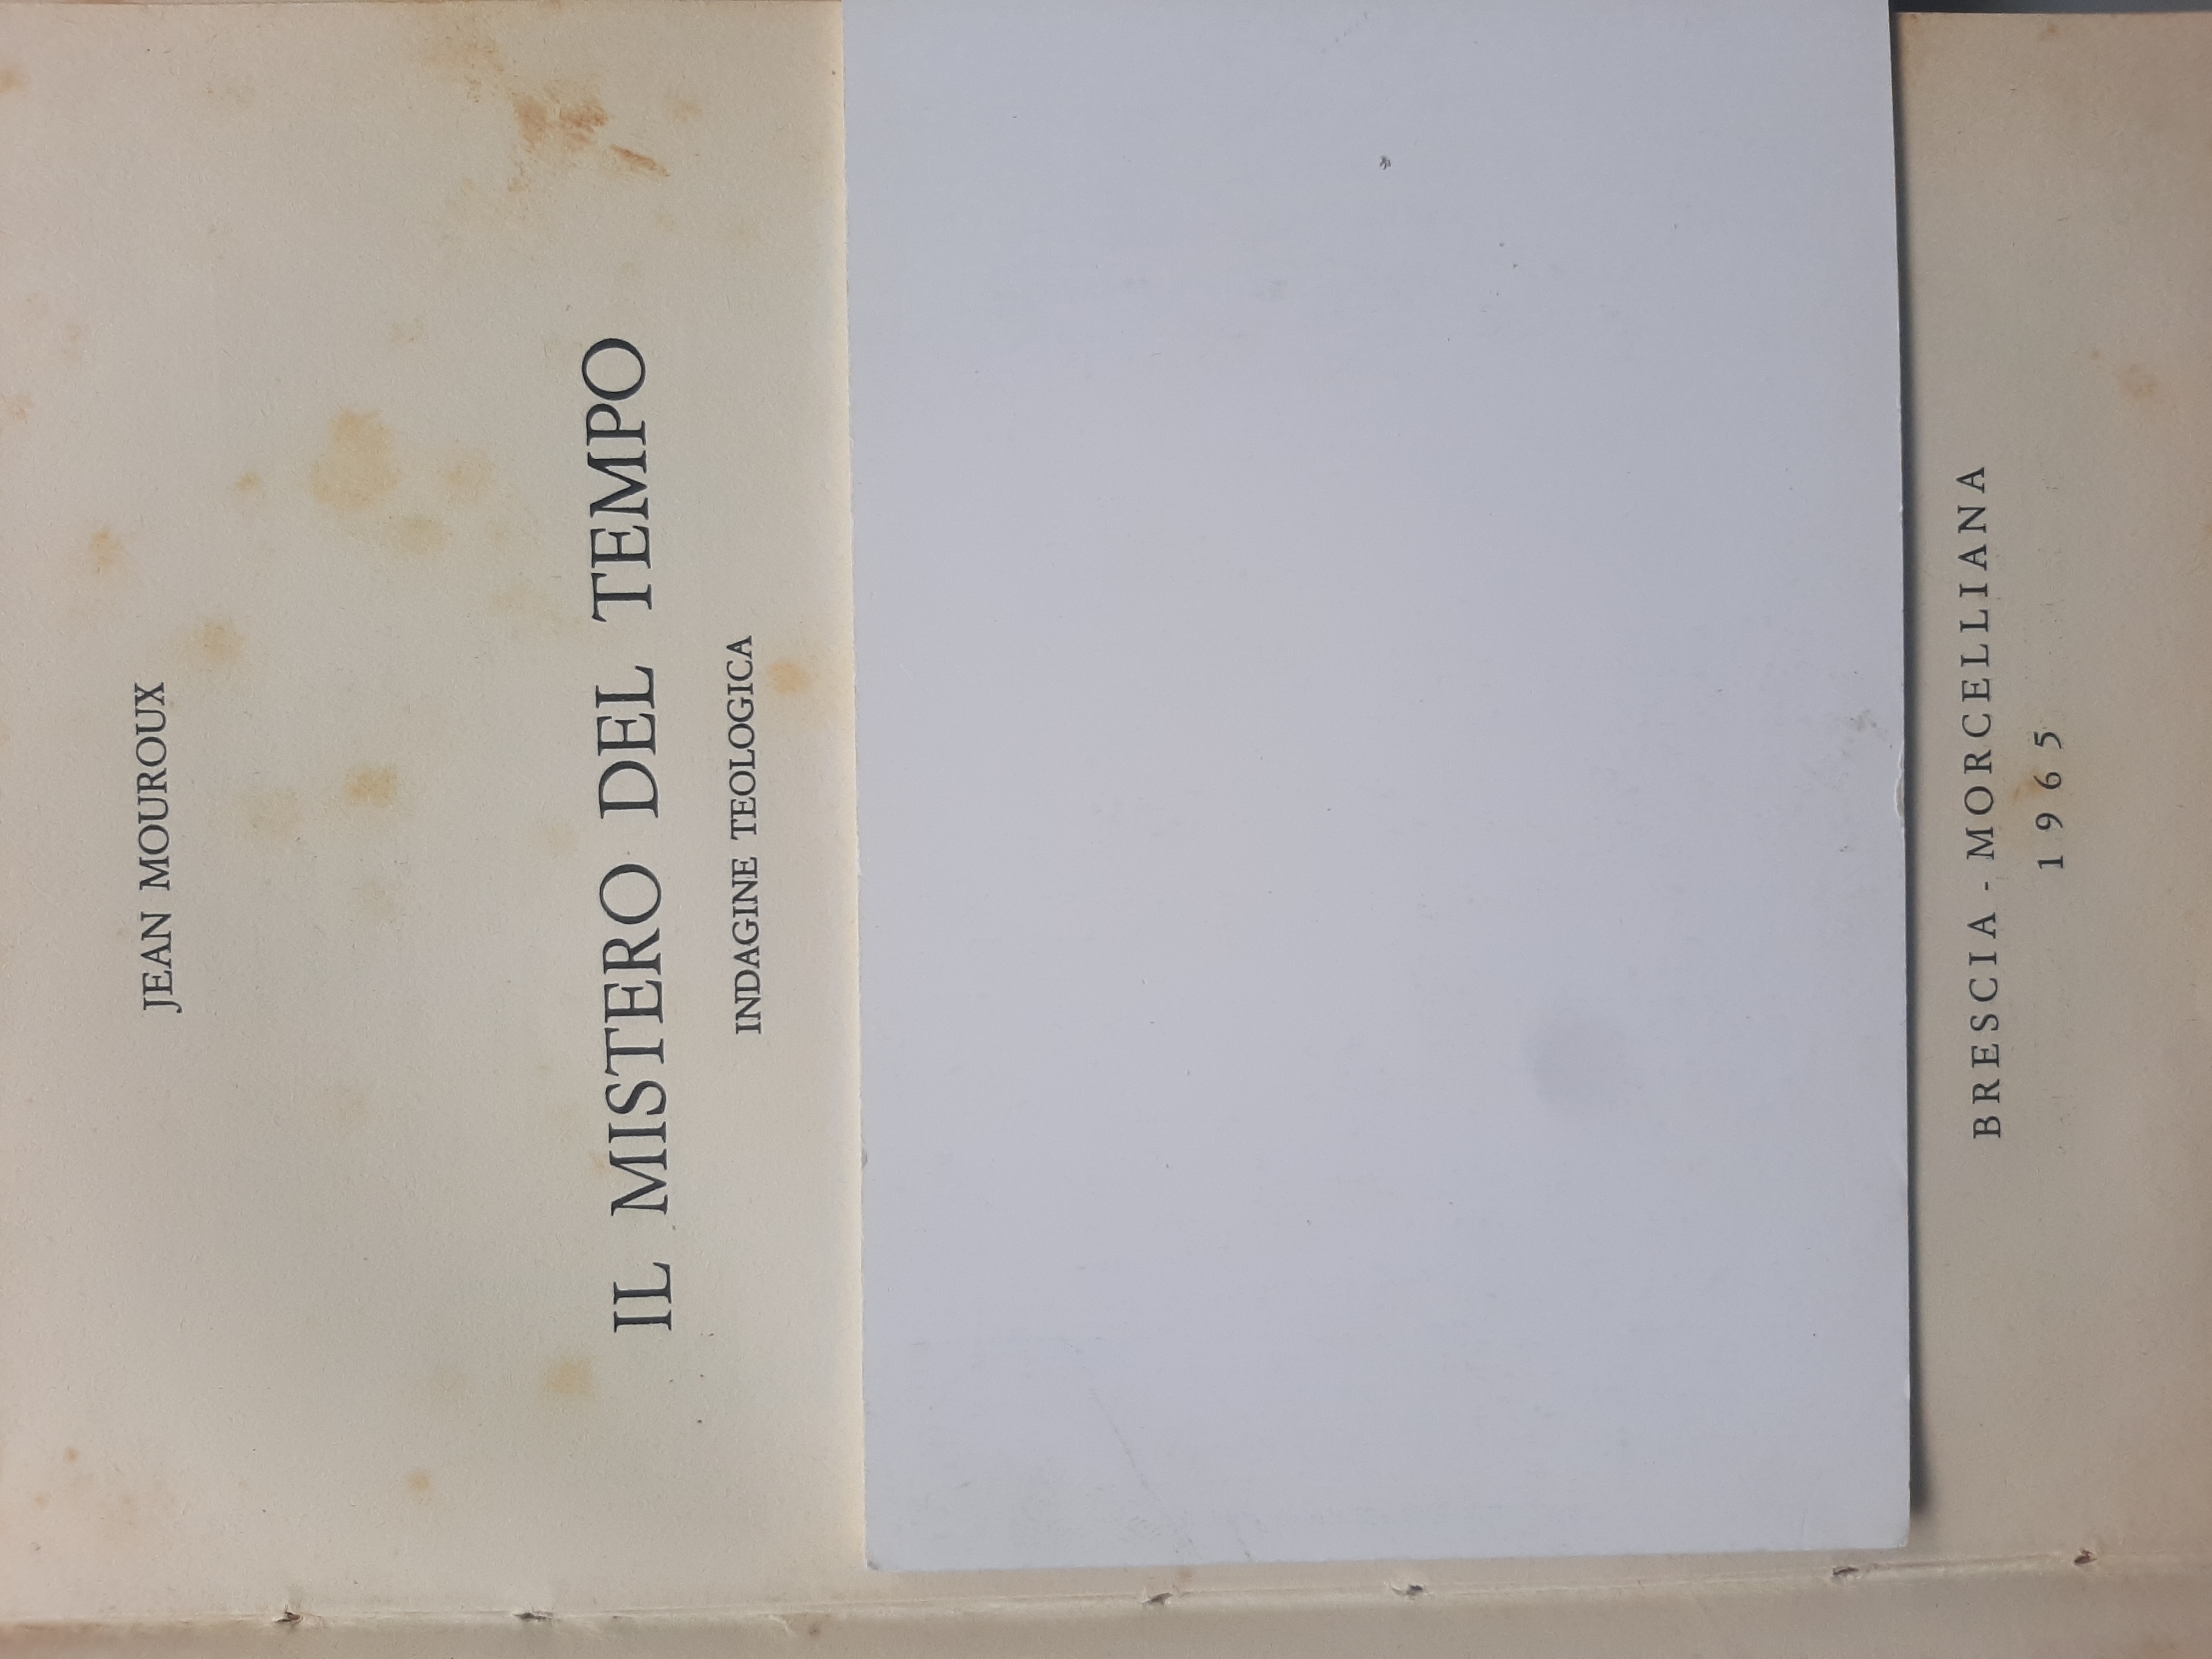 JEAN MOUROUX
IL MISTERO DEL TEMPO
INDAGINE TEOLOGICA
BRESCIA - MORCELLIANA
1965